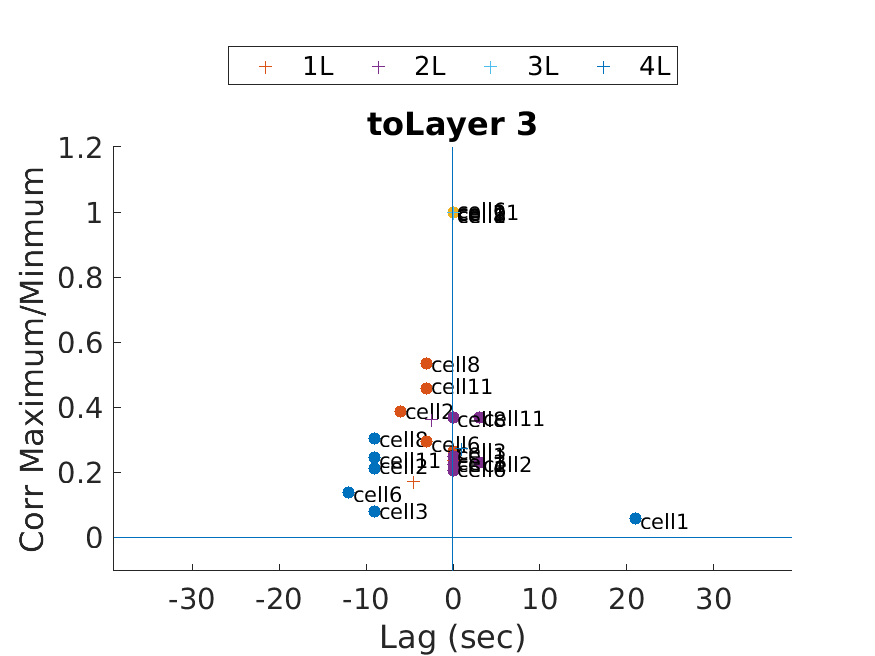 1L 2L 3L 4L
toLayer 3
Corr Maximum/Minmum
1.2
1
0.8
0.6
0.4
0.2
0
cell8
cell11
cell2
cell11
cell8
cell6
cell11
cell2
cell2
cell6
cell3
cell1
-30 -20 -10 0 10 20 30
Lag (sec)